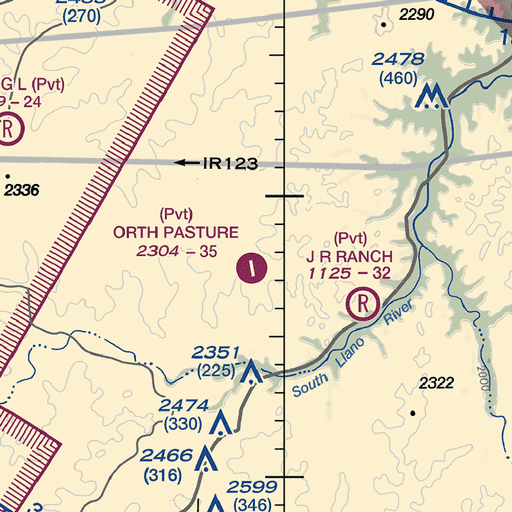 (270)
2290
2478
(460)
G L (Pvt)
9 – 24
R
IR123
2336
(Pvt)
ORTH PASTURE
2304 – 35
(Pvt)
J R RANCH
1125 – 32
R
South Llano River
2351
(225)
2322
2000
2474
(330)
2466
(316)
2599
(346)